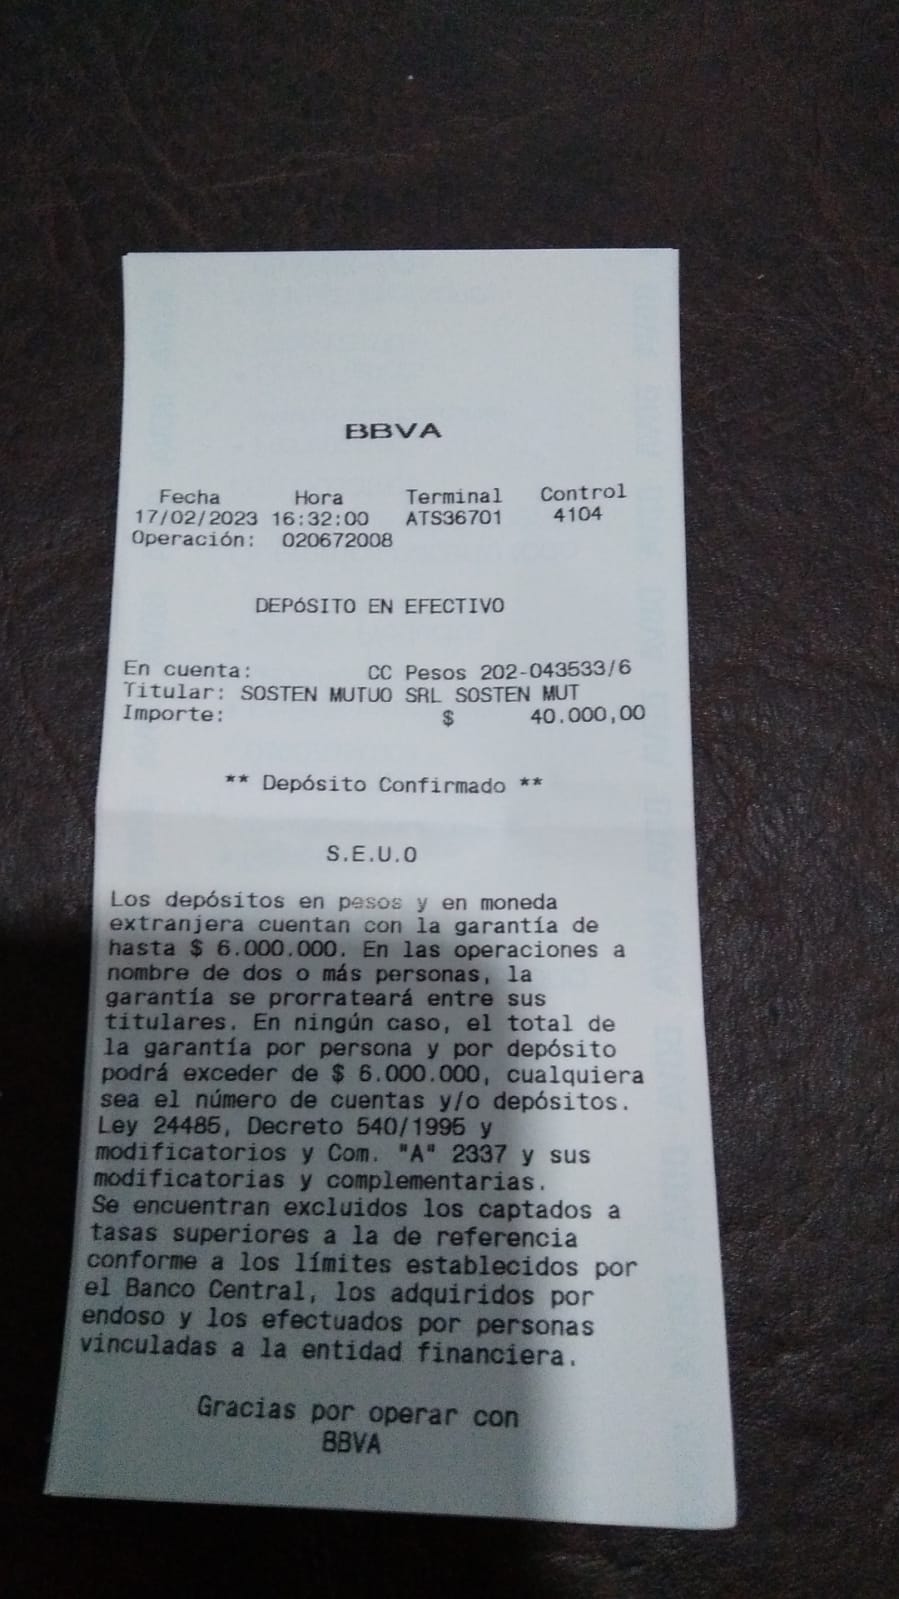 BBVA
Fecha Hora Terminal Control
17/02/2023 16:32:00 ATS36701 4104
Operación: 020672008
DEPóSITO EN EFECTIVO
En cuenta: CC Pesos 202-043533/6
Titular: SOSTEN MUTUO SRL SOSTEN MUT
Importe: $ 40.000,00
** Depósito Confirmado **
S.E.U.O
Los depósitos en pesos y en moneda
extranjera cuentan con la garantía de
hasta $ 6.000.000. En las operaciones a
nombre de dos o más personas, la
garantía se prorrateará entre sus
titulares. En ningún caso, el total de
la garantía por persona y por depósito
podrá exceder de $ 6.000.000, cualquiera
sea el número de cuentas y/o depósitos.
Ley 24485, Decreto 540/1995 y
modificatorios y Com. "A" 2337 y sus
modificatorias y complementarias.
Se encuentran excluidos los captados a
tasas superiores a la de referencia
conforme a los límites establecidos por
el Banco Central, los adquiridos por
endoso y los efectuados por personas
vinculadas a la entidad financiera.
Gracias por operar con
BBVA